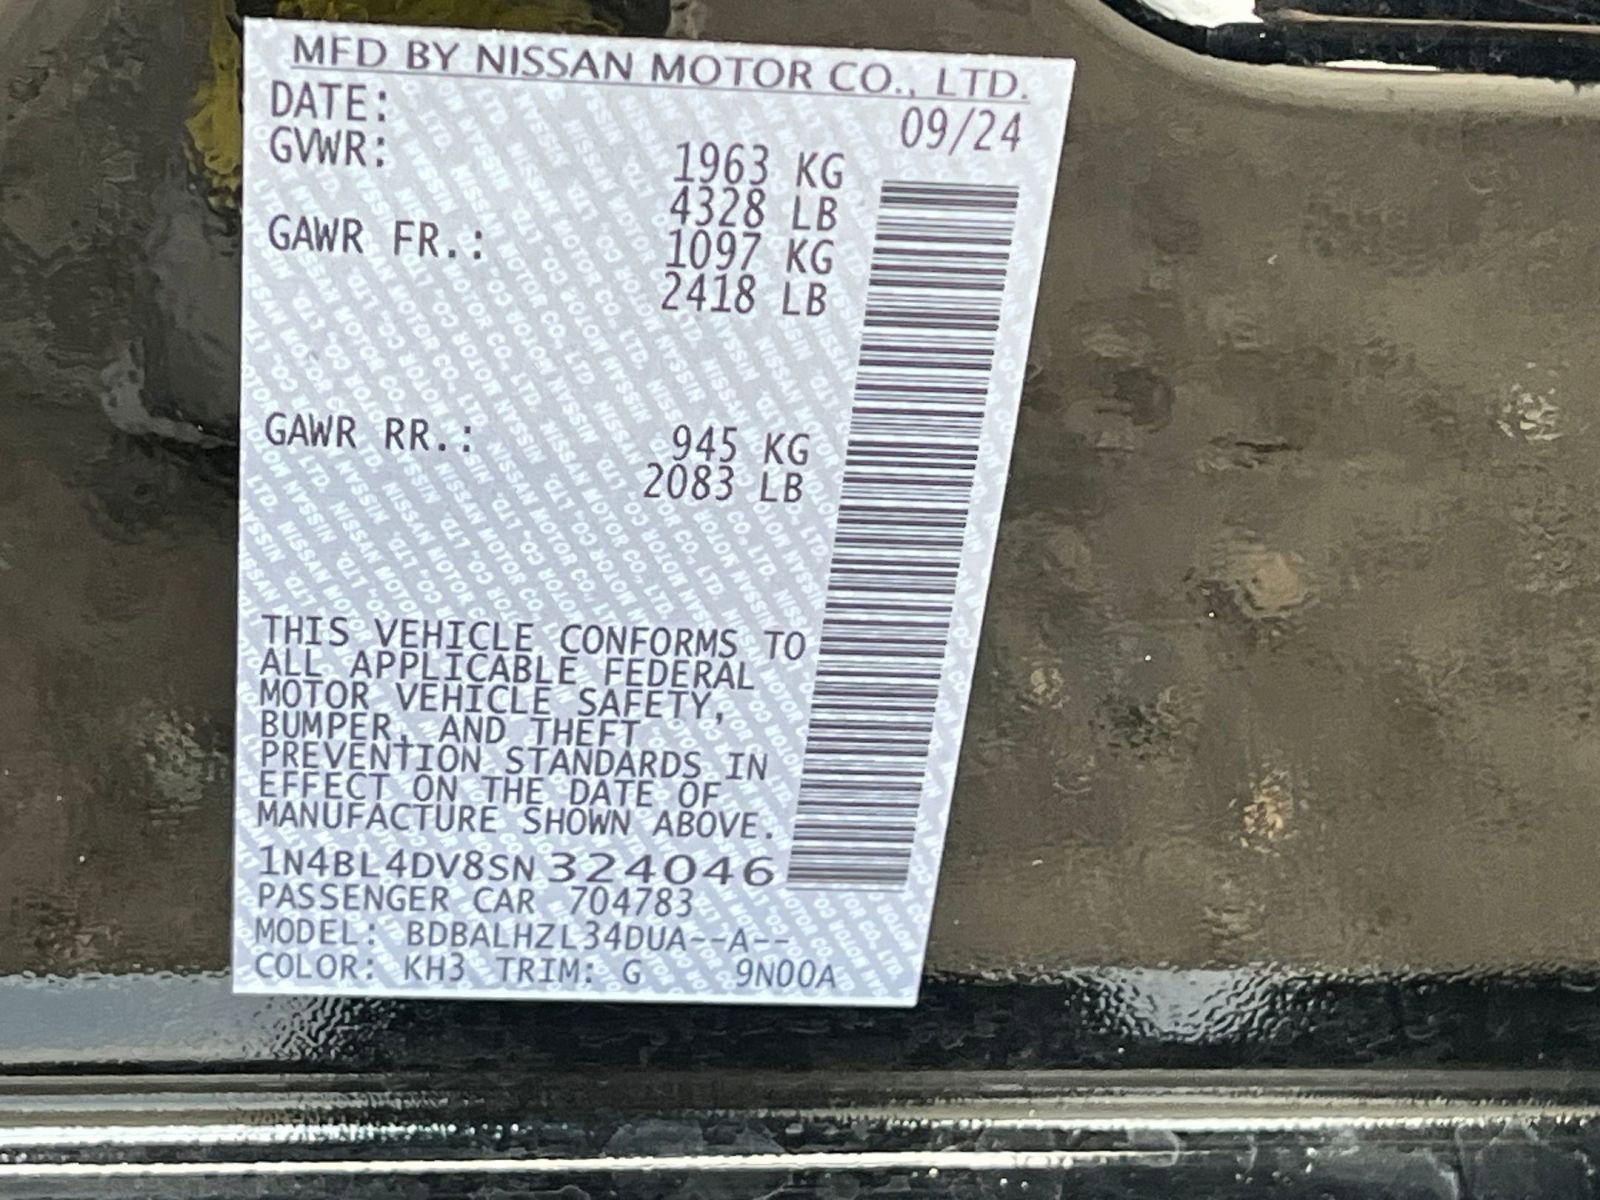 MFD BY NISSAN MOTOR CO., LTD.
DATE: 09/24
GVWR: 1963 KG
4328 LB
GAWR FR.: 1097 KG
2418 LB
GAWR RR.: 945 KG
2083 LB
THIS VEHICLE CONFORMS TO
ALL APPLICABLE FEDERAL
MOTOR VEHICLE SAFETY,
BUMPER, AND THEFT
PREVENTION STANDARDS IN
EFFECT ON THE DATE OF
MANUFACTURE SHOWN ABOVE.
1N4BL4DV8SN324046
PASSENGER CAR 704783
MODEL: BDBALHZL34DUA--A--
COLOR: KH3 TRIM: G 9N00A